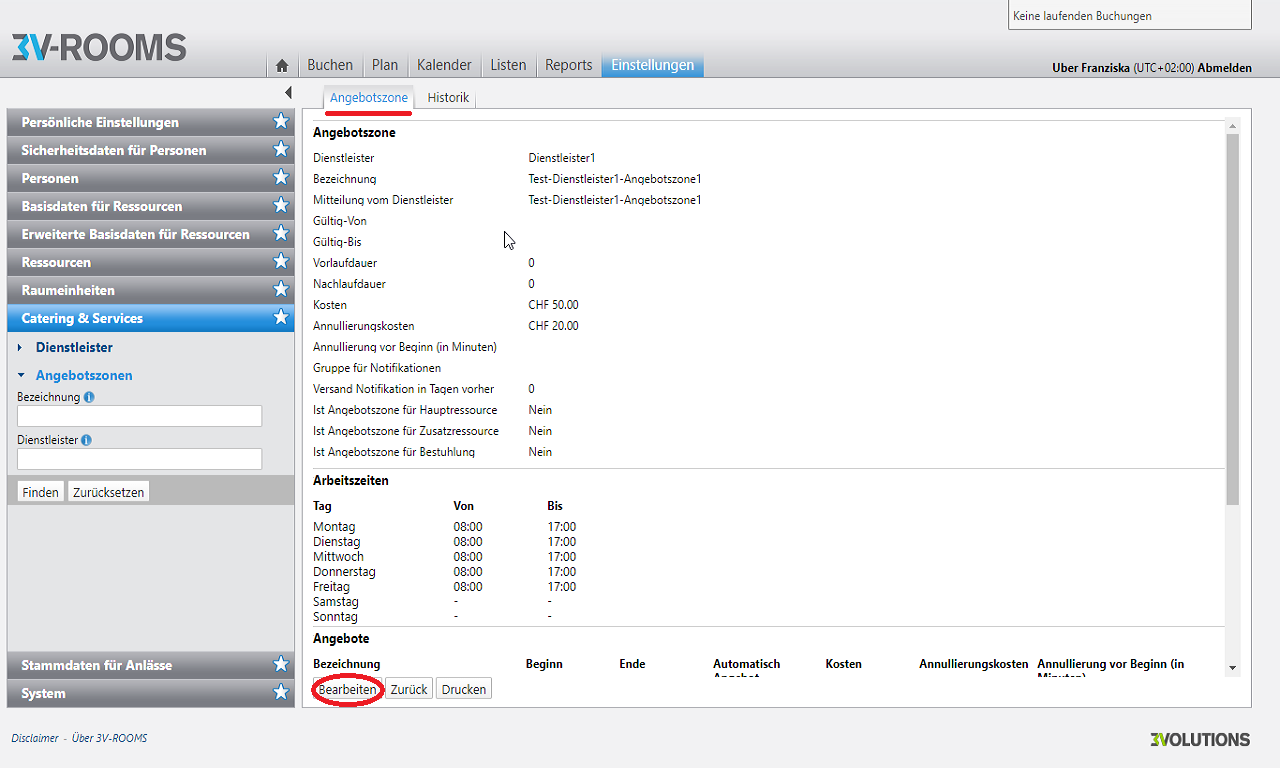 Keine laufenden Buchungen
3V-ROOMS
Buchen Plan Kalender Listen Reports Einstellungen
Uber Franziska (UTC+02:00) Abmelden
Angebotszone Historik
Persönliche Einstellungen
Sicherheitsdaten für Personen
Personen
Basisdaten für Ressourcen
Erweiterte Basisdaten für Ressourcen
Ressourcen
Raumeinheiten
Catering & Services
Dienstleister
Angebotszonen
Bezeichnung
Dienstleister
Finden Zurücksetzen
Stammdaten für Anlässe
System
Angebotszone
Dienstleister Dienstleister1
Bezeichnung Test-Dienstleister1-Angebotszone1
Mitteilung vom Dienstleister Test-Dienstleister1-Angebotszone1
Gültig-Von
Gültig-Bis
Vorlaufdauer 0
Nachlaufdauer 0
Kosten CHF 50.00
Annullierungskosten CHF 20.00
Annullierung vor Beginn (in Minuten)
Gruppe für Notifikationen
Versand Notifikation in Tagen vorher 0
Ist Angebotszone für Hauptressource Nein
Ist Angebotszone für Zusatzressource Nein
Ist Angebotszone für Bestuhlung Nein
Arbeitszeiten
Tag Von Bis
Montag 08:00 17:00
Dienstag 08:00 17:00
Mittwoch 08:00 17:00
Donnerstag 08:00 17:00
Freitag 08:00 17:00
Samstag - -
Sonntag - -
Angebote
Bezeichnung Beginn Ende Automatisch Kosten Annullierungskosten Annullierung vor Beginn (in
Angebot Minuten)
Bearbeiten Zurück Drucken
Disclaimer - Über 3V-ROOMS
3VOLUTIONS